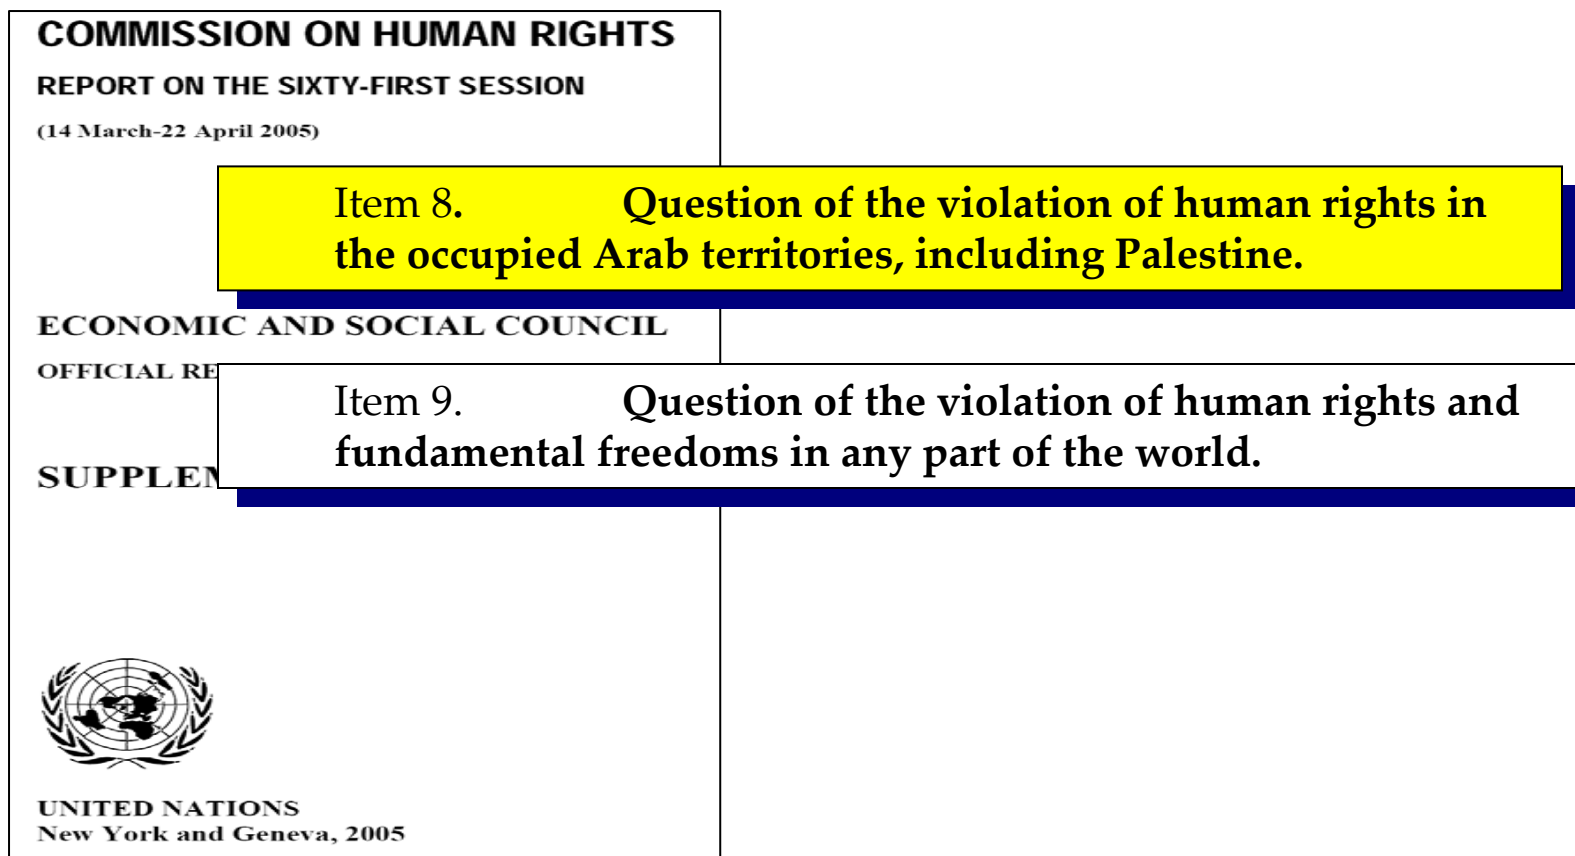 COMMISSION ON HUMAN RIGHTS
REPORT ON THE SIXTY-FIRST SESSION
(14 March-22 April 2005)
Item 8. Question of the violation of human rights in
the occupied Arab territories, including Palestine.
ECONOMIC AND SOCIAL COUNCIL
OFFICIAL RE
Item 9. Question of the violation of human rights and
fundamental freedoms in any part of the world.
SUPPLEM
UNITED NATIONS
New York and Geneva, 2005